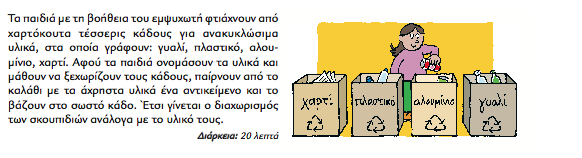 Τα παιδιά με τη βοήθεια του εμψυχωτή φτιάχνουν από
χαρτόκουτα τέσσερις κάδους για ανακυκλώσιμα
υλικά, στα οποία γράφουν: γυαλί, πλαστικό, αλου-
μίνιο, χαρτί. Αφού τα παιδιά ονομάσουν τα υλικά και
μάθουν να ξεχωρίζουν τους κάδους, παίρνουν από το
καλάθι με τα άχρηστα υλικά ένα αντικείμενο και το
βάζουν στο σωστό κάδο. Έτσι γίνεται ο διαχωρισμός
των σκουπιδιών ανάλογα με το υλικό τους.
Διάρκεια: 20 λεπτά
χαρτί
πλαστικό
αλουμίνιο
γυαλί